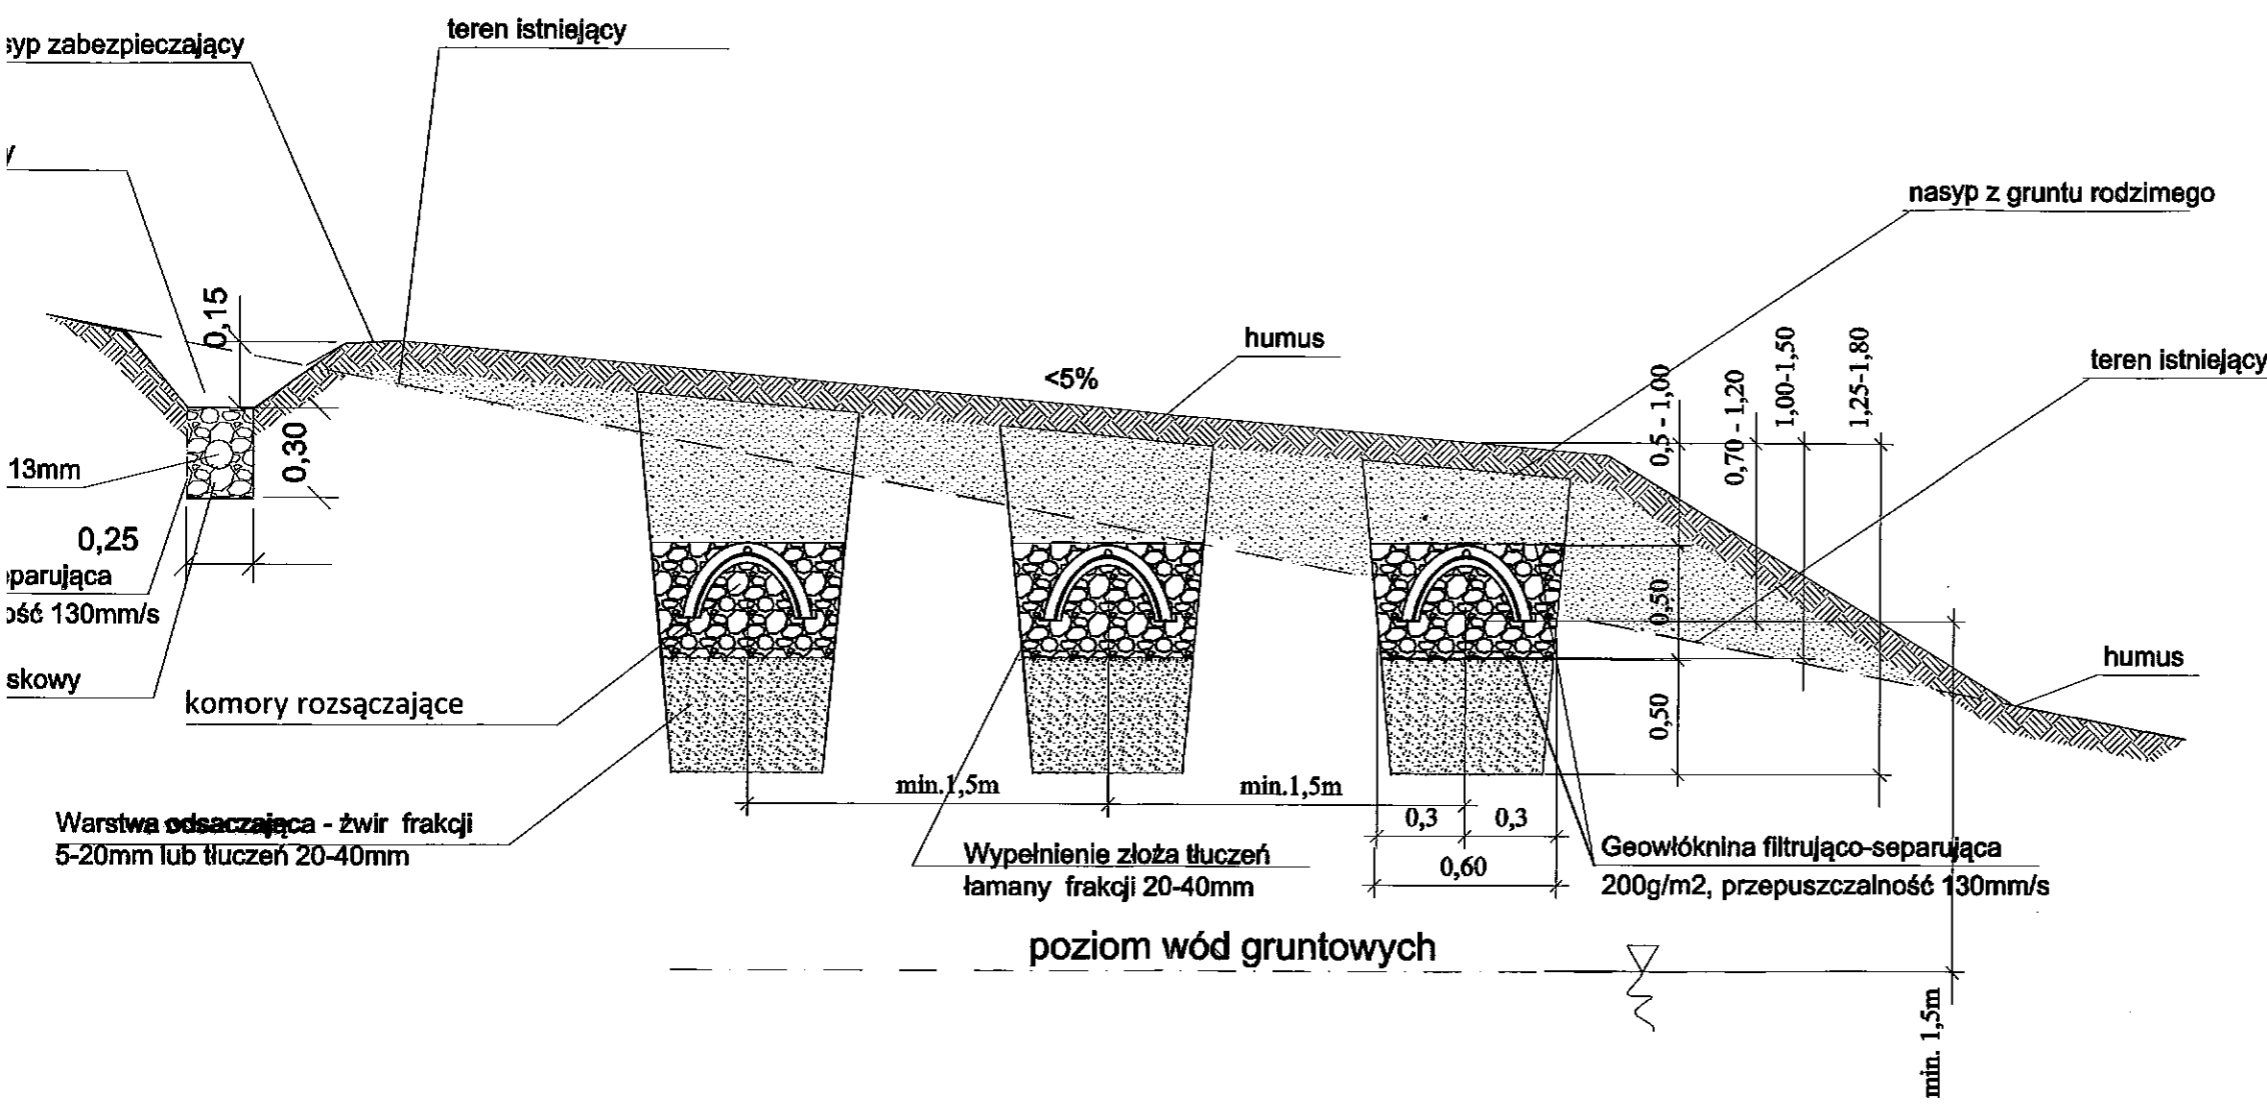 syp zabezpieczający
teren istniejący
y
nasyp z gruntu rodzimego
0,15
humus
<5%
0,5 - 1,00
0,70 - 1,20
1,00-1,50
1,25-1,80
teren istniejący
13mm
0,30
0,25
parująca
ość 130mm/s
0,50
skowy
humus
komory rozsączające
0,50
min.1,5m
min.1,5m
0,3
0,3
Warstwa odsaczająca - żwir frakcji
5-20mm lub tłuczeń 20-40mm
Wypełnienie złoża tłuczeń
łamany frakcji 20-40mm
0,60
Geowłóknina filtrująco-separująca
200g/m2, przepuszczalność 130mm/s
poziom wód gruntowych
min. 1,5m